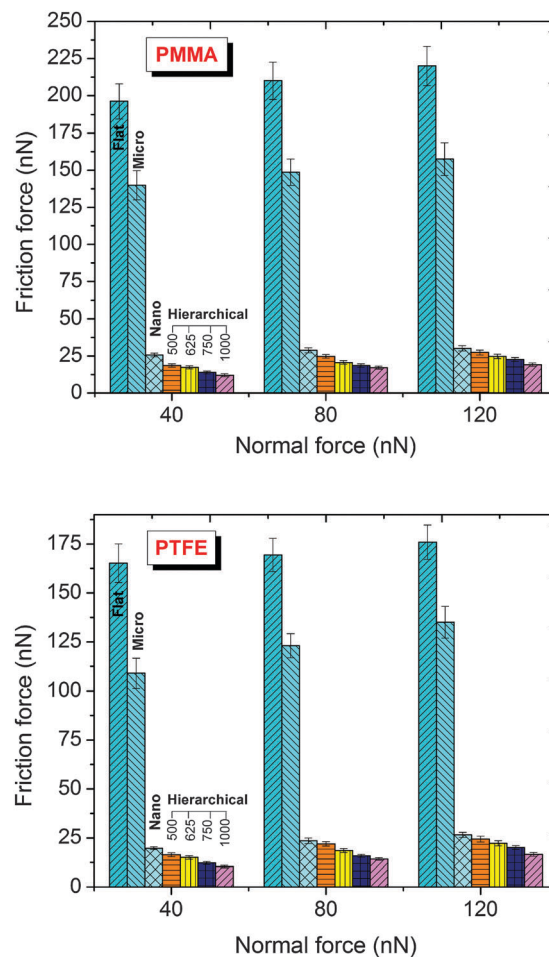 PMMA
Friction force (nN)
250
225
200
175
150
125
100
75
50
25
0
Flat
Micro
Nano
Hierarchical
500
625
750
1000
40
80
120
Normal force (nN)
PTFE
Friction force (nN)
175
150
125
100
75
50
25
0
Flat
Micro
Nano
Hierarchical
500
625
750
1000
40
80
120
Normal force (nN)